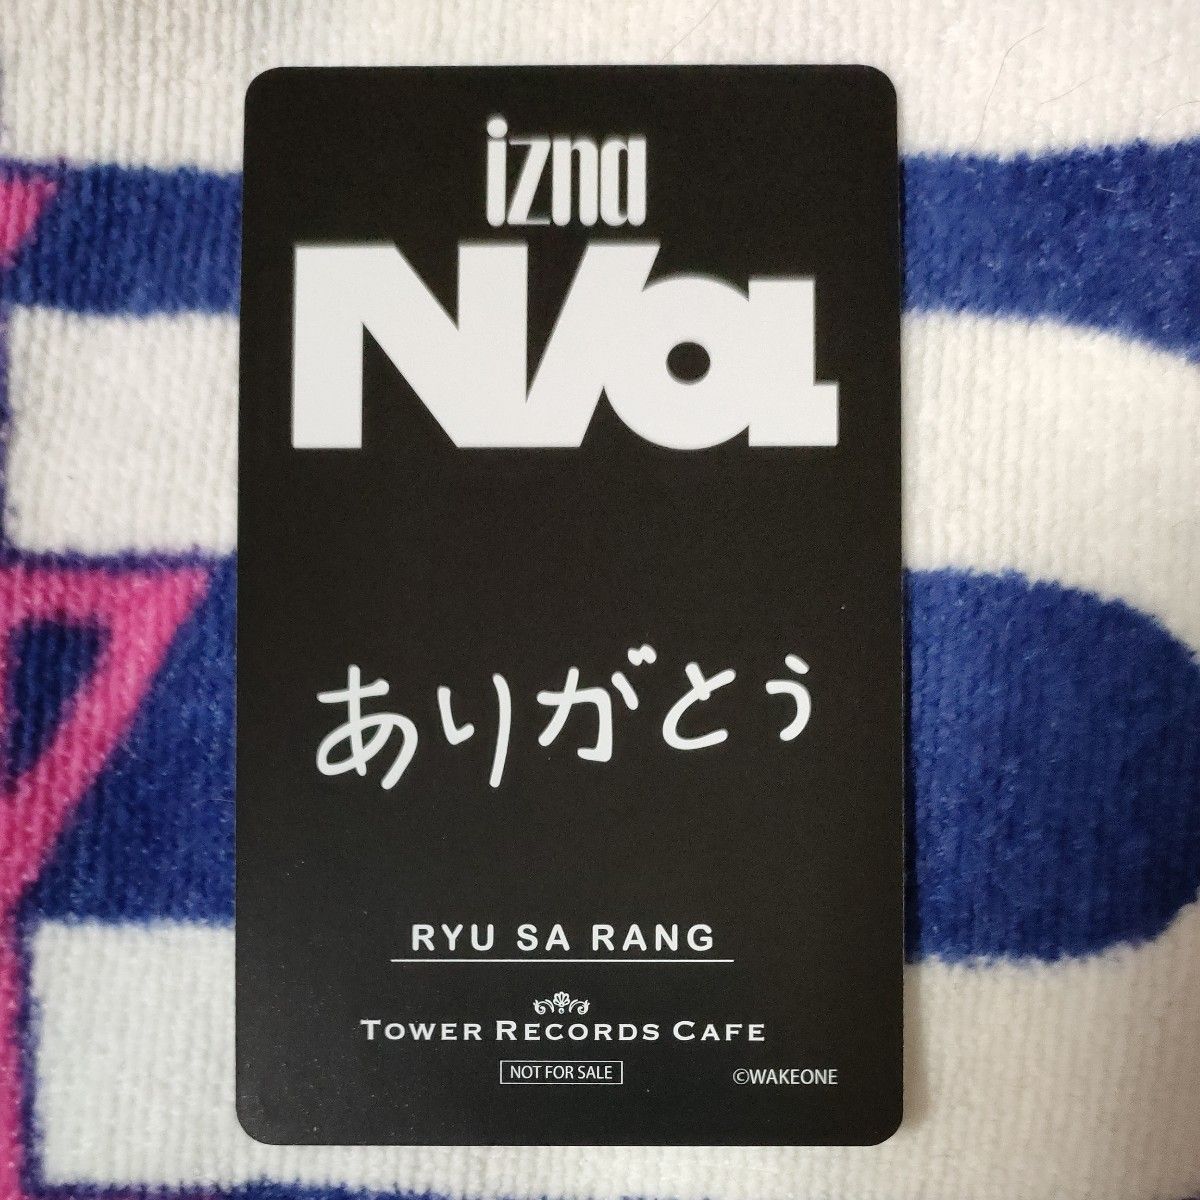 izna
N/a
ありがとう
RYU SA RANG
TOWER RECORDS CAFE
NOT FOR SALE
©WAKEONE